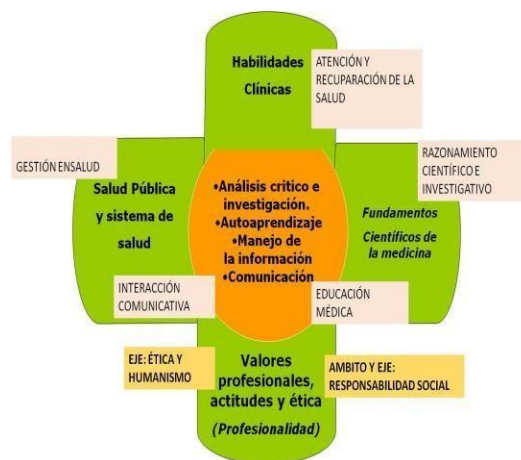 Habilidades
Clínicas
ATENCIÓN Y
RECUPARACIÓN DE LA
SALUD
GESTIÓN ENSALUD
RAZONAMIENTO
CIENTÍFICO E
INVESTIGATIVO
Salud Pública
y sistema de
salud
•Análisis crítico e
investigación.
•Autoaprendizaje
•Manejo de
la información
•Comunicación
Fundamentos
Científicos de
la medicina
INTERACCIÓN
COMUNICATIVA
EDUCACIÓN
MÉDICA
EJE: ÉTICA Y
HUMANISMO
Valores
profesionales,
actitudes y ética
(Profesionalidad)
AMBITO Y EJE:
RESPONSABILIDAD SOCIAL